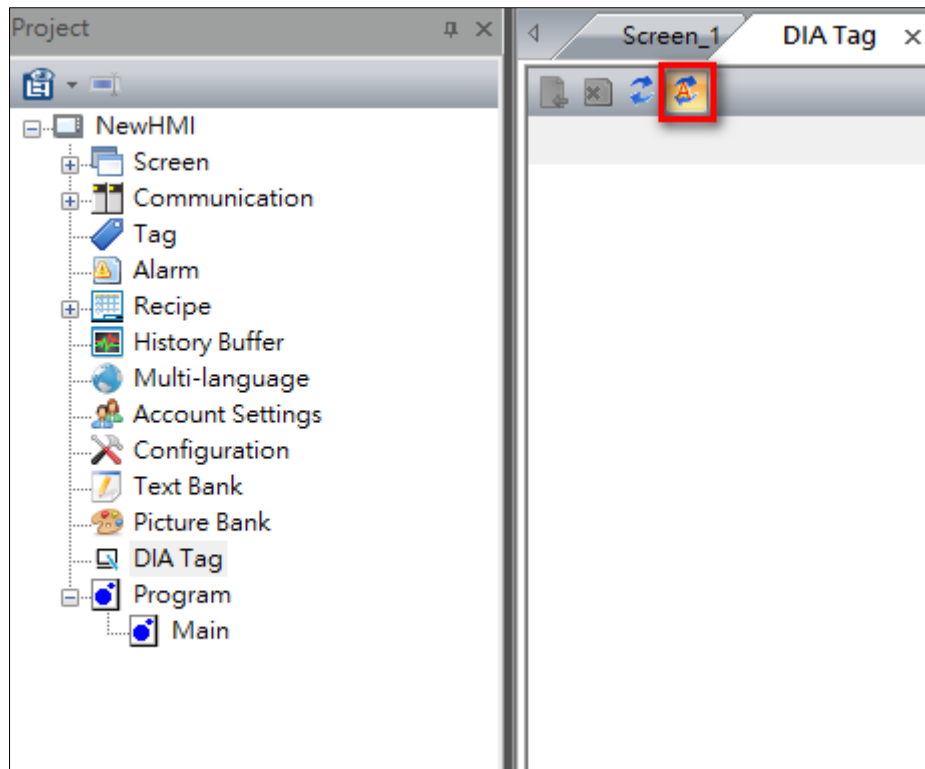 Project
Screen_1
DIA Tag
A
NewHMI
Screen
Communication
Tag
Alarm
Recipe
History Buffer
Multi-language
Account Settings
Configuration
Text Bank
Picture Bank
DIA Tag
Program
Main